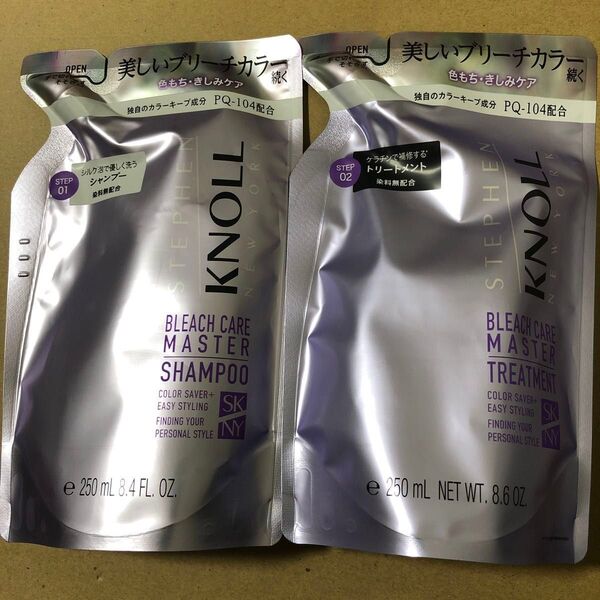 OPEN
美しいブリーチカラー
続く
色もち・きしみケア
独自のカラーキープ成分 PQ-104配合
STEP
01
シルク泡で優しく洗う
シャンプー
染料無配合
STEPHEN
KNOLL
NEW YORK
BLEACH CARE
MASTER
SHAMPOO
COLOR SAVER+
EASY STYLING
FINDING YOUR
PERSONAL STYLE
SK
NY
e 250 mL 8.4 FL. OZ.
OPEN
美しいブリーチカラー
続く
色もち・きしみケア
独自のカラーキープ成分 PQ-104配合
STEP
02
ケラチンで補修する
トリートメント
染料無配合
STEPHEN
KNOLL
NEW YORK
BLEACH CARE
MASTER
TREATMENT
COLOR SAVER+
EASY STYLING
FINDING YOUR
PERSONAL STYLE
SK
NY
e 250 mL NET WT. 8.6 OZ.